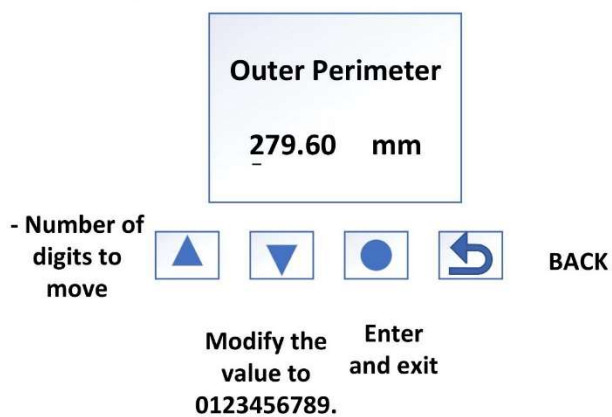 Outer Perimeter
279.60 mm
- Number of
digits to
move
BACK
Modify the
value to
0123456789.
Enter
and exit